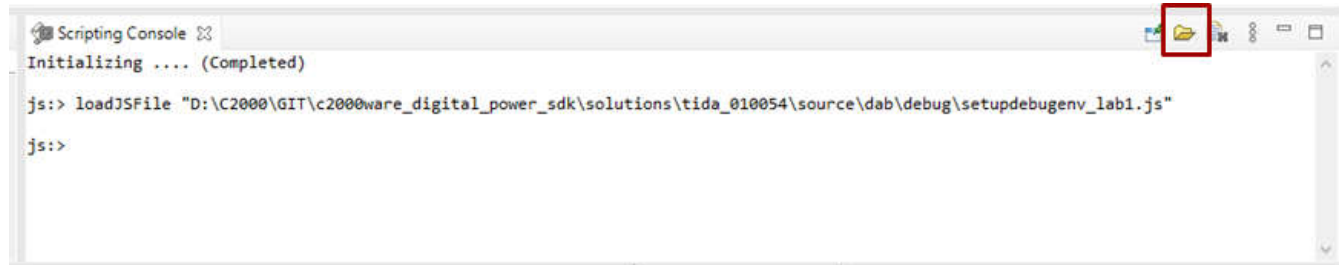 Scripting Console
Initializing .... (Completed)
js:> loadJSFile "D:\C2000\GIT\c2000ware_digital_power_sdk\solutions\tida_010054\source\dab\debug\setupdebugenv_lab1.js"
js:>